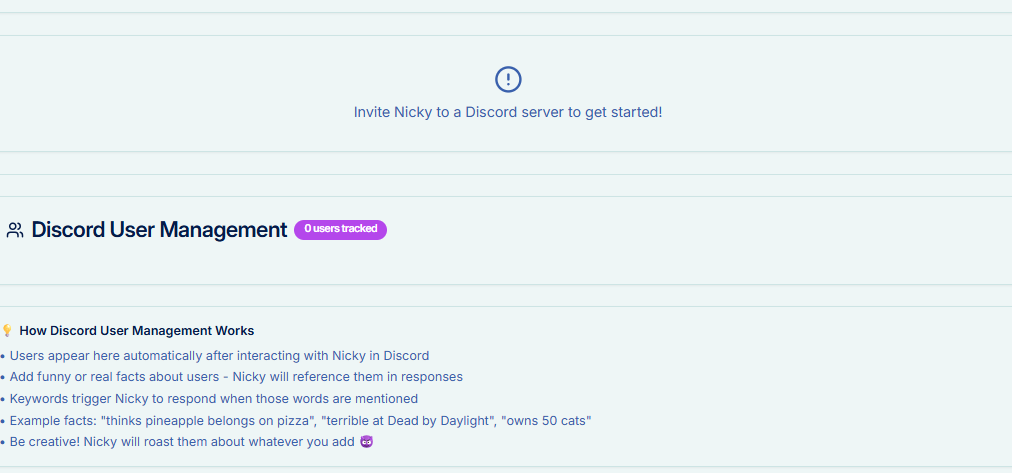 Invite Nicky to a Discord server to get started!
Discord User Management 0 users tracked
💡 How Discord User Management Works
• Users appear here automatically after interacting with Nicky in Discord
• Add funny or real facts about users - Nicky will reference them in responses
• Keywords trigger Nicky to respond when those words are mentioned
• Example facts: "thinks pineapple belongs on pizza", "terrible at Dead by Daylight", "owns 50 cats"
• Be creative! Nicky will roast them about whatever you add 😈